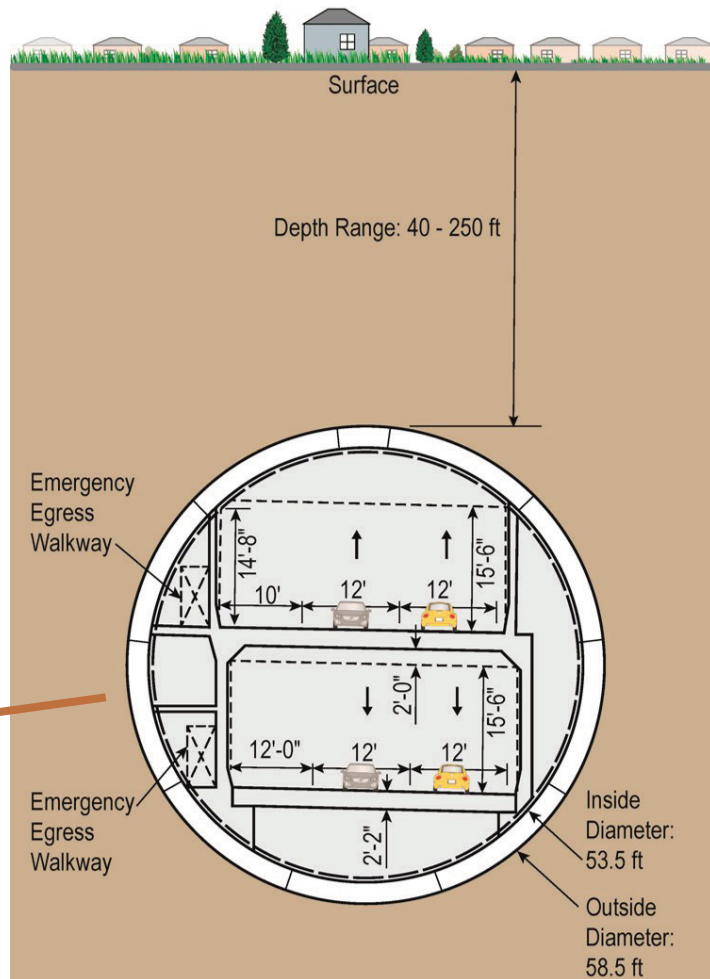 Surface
Depth Range: 40 - 250 ft
Emergency
Egress
Walkway
14'-8"
15'-6"
10'
12'
12'
2'-0"
15'-6"
12'-0"
12'
12'
2'-2"
Emergency
Egress
Walkway
Inside
Diameter:
53.5 ft
Outside
Diameter:
58.5 ft